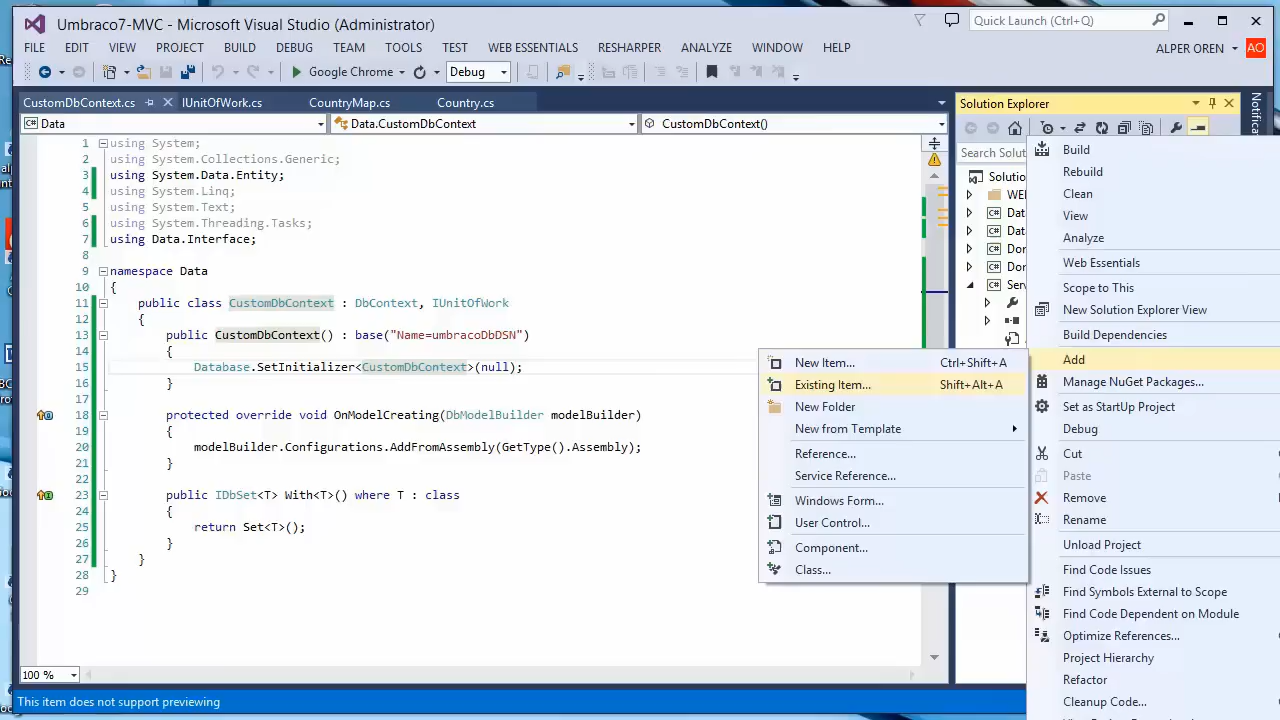 Umbraco7-MVC - Microsoft Visual Studio (Administrator)
Quick Launch (Ctrl+Q)
FILE EDIT VIEW PROJECT BUILD DEBUG TEAM TOOLS TEST WEB ESSENTIALS RESHARPER ANALYZE WINDOW HELP
ALPER OREN AO
Google Chrome Debug
CustomDbContext.cs IUnitOfWork.cs CountryMap.cs Country.cs
Solution Explorer
Data Data.CustomDbContext CustomDbContext()
Search Solut
1 using System;
2 using System.Collections.Generic;
3 using System.Data.Entity;
4 using System.Linq;
5 using System.Text;
6 using System.Threading.Tasks;
7 using Data.Interface;
8
9 namespace Data
10 {
11 public class CustomDbContext : DbContext, IUnitOfWork
12 {
13 public CustomDbContext() : base("Name=umbracoDbDSN")
14 {
15 Database.SetInitializer<CustomDbContext>(null);
16 }
17
18 protected override void OnModelCreating(DbModelBuilder modelBuilder)
19 {
20 modelBuilder.Configurations.AddFromAssembly(GetType().Assembly);
21 }
22
23 public IDbSet<T> With<T>() where T : class
24 {
25 return Set<T>();
26 }
27 }
28 }
29
Solutio
WE
Dat
Dat
Dor
Dor
Ser
Build
Rebuild
Clean
View
Analyze
Web Essentials
Scope to This
New Solution Explorer View
Build Dependencies
Add
Manage NuGet Packages...
Set as StartUp Project
Debug
Cut
Paste
Remove
Rename
Unload Project
Find Code Issues
Find Symbols External to Scope
Find Code Dependent on Module
Optimize References...
Project Hierarchy
Refactor
Cleanup Code...
New Item... Ctrl+Shift+A
Existing Item... Shift+Alt+A
New Folder
New from Template
Reference...
Service Reference...
Windows Form...
User Control...
Component...
Class...
100 %
This item does not support previewing